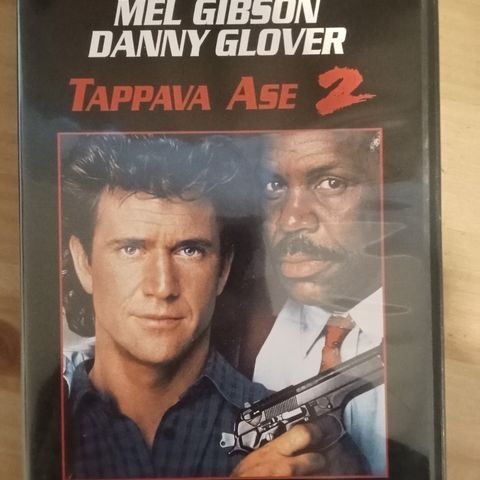 MEL GIBSON
DANNY GLOVER
TAPPAVA ASE 2